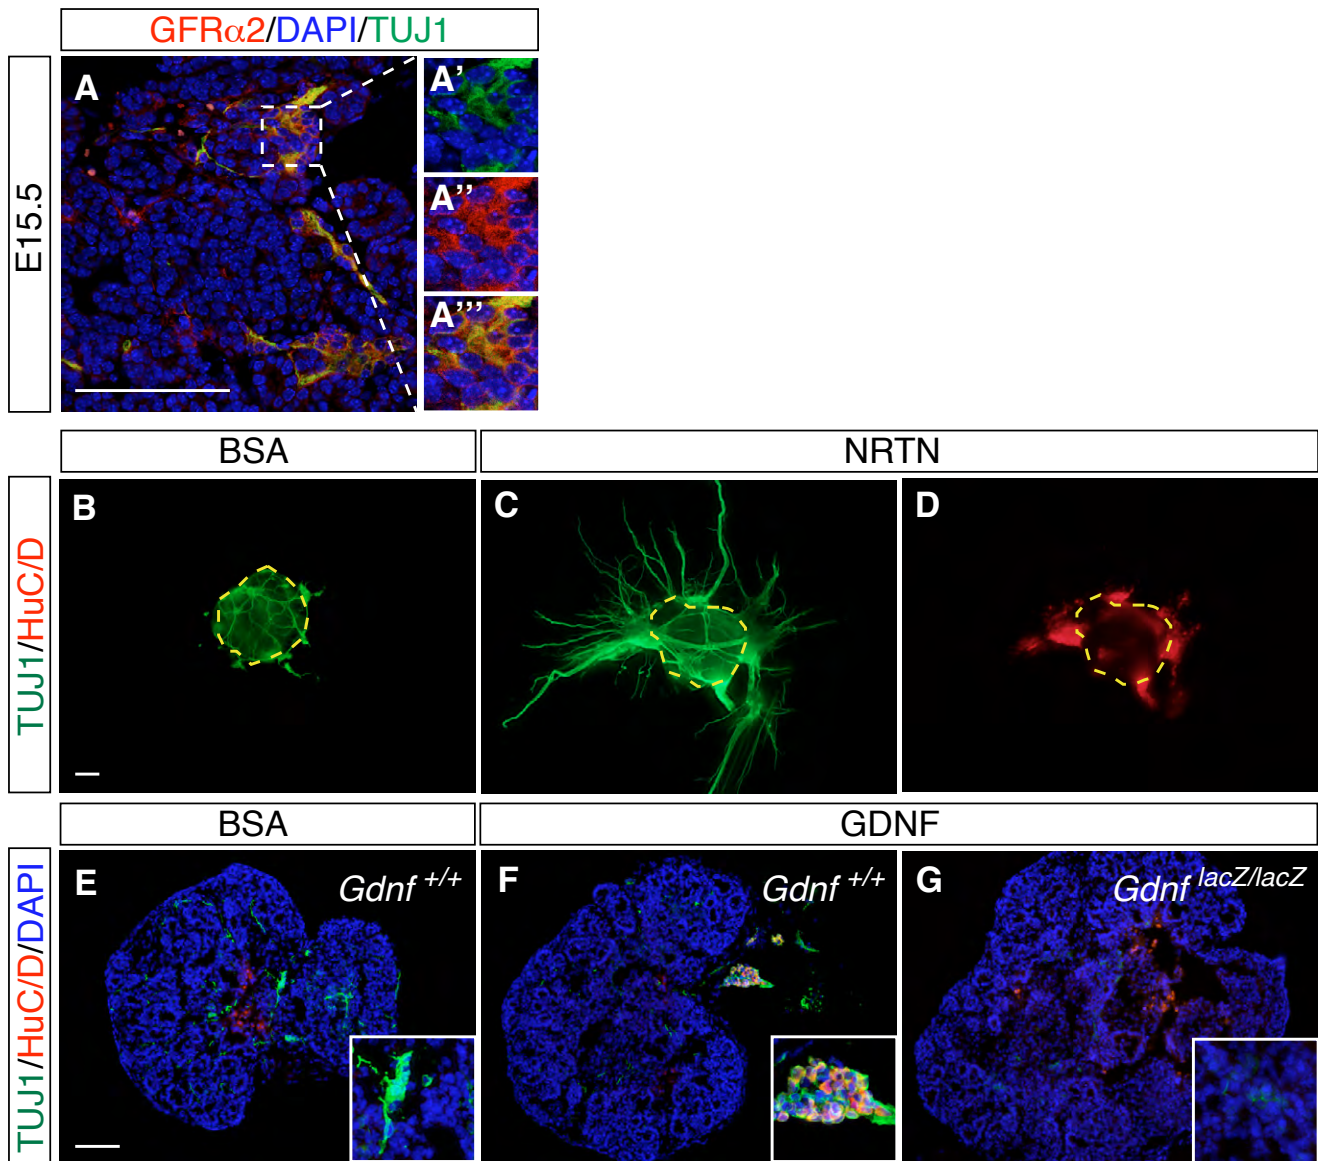 GFRα2/DAPI/TUJ1
E15.5
A
A’
A’’
A’’’
BSA
NRTN
TUJ1/HuC/D
B
C
D
BSA
GDNF
TUJ1/HuC/D/DAPI
E
Gdnf +/+
F
Gdnf +/+
G
Gdnf lacZ/lacZ